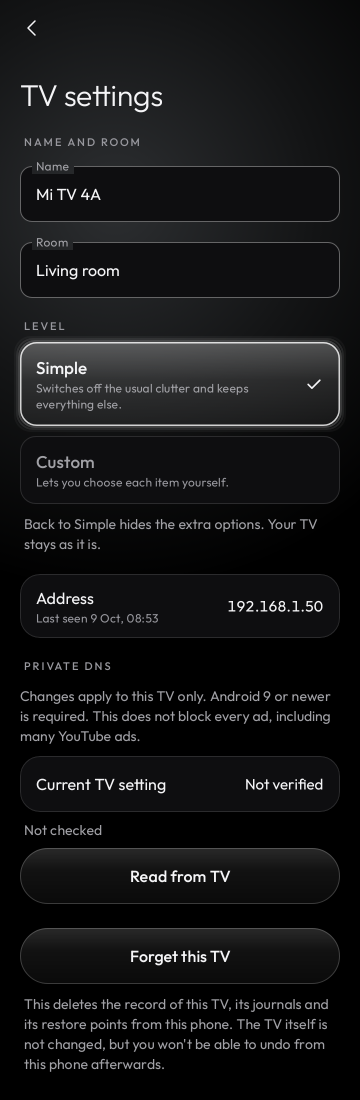 TV settings
NAME AND ROOM
Name
Mi TV 4A
Room
Living room
LEVEL
Simple
Switches off the usual clutter and keeps
everything else.
Custom
Lets you choose each item yourself.
Back to Simple hides the extra options. Your TV
stays as it is.
Address
Last seen 9 Oct, 08:53
192.168.1.50
PRIVATE DNS
Changes apply to this TV only. Android 9 or newer
is required. This does not block every ad, including
many YouTube ads.
Current TV setting
Not verified
Not checked
Read from TV
Forget this TV
This deletes the record of this TV, its journals and
its restore points from this phone. The TV itself is
not changed, but you won't be able to undo from
this phone afterwards.